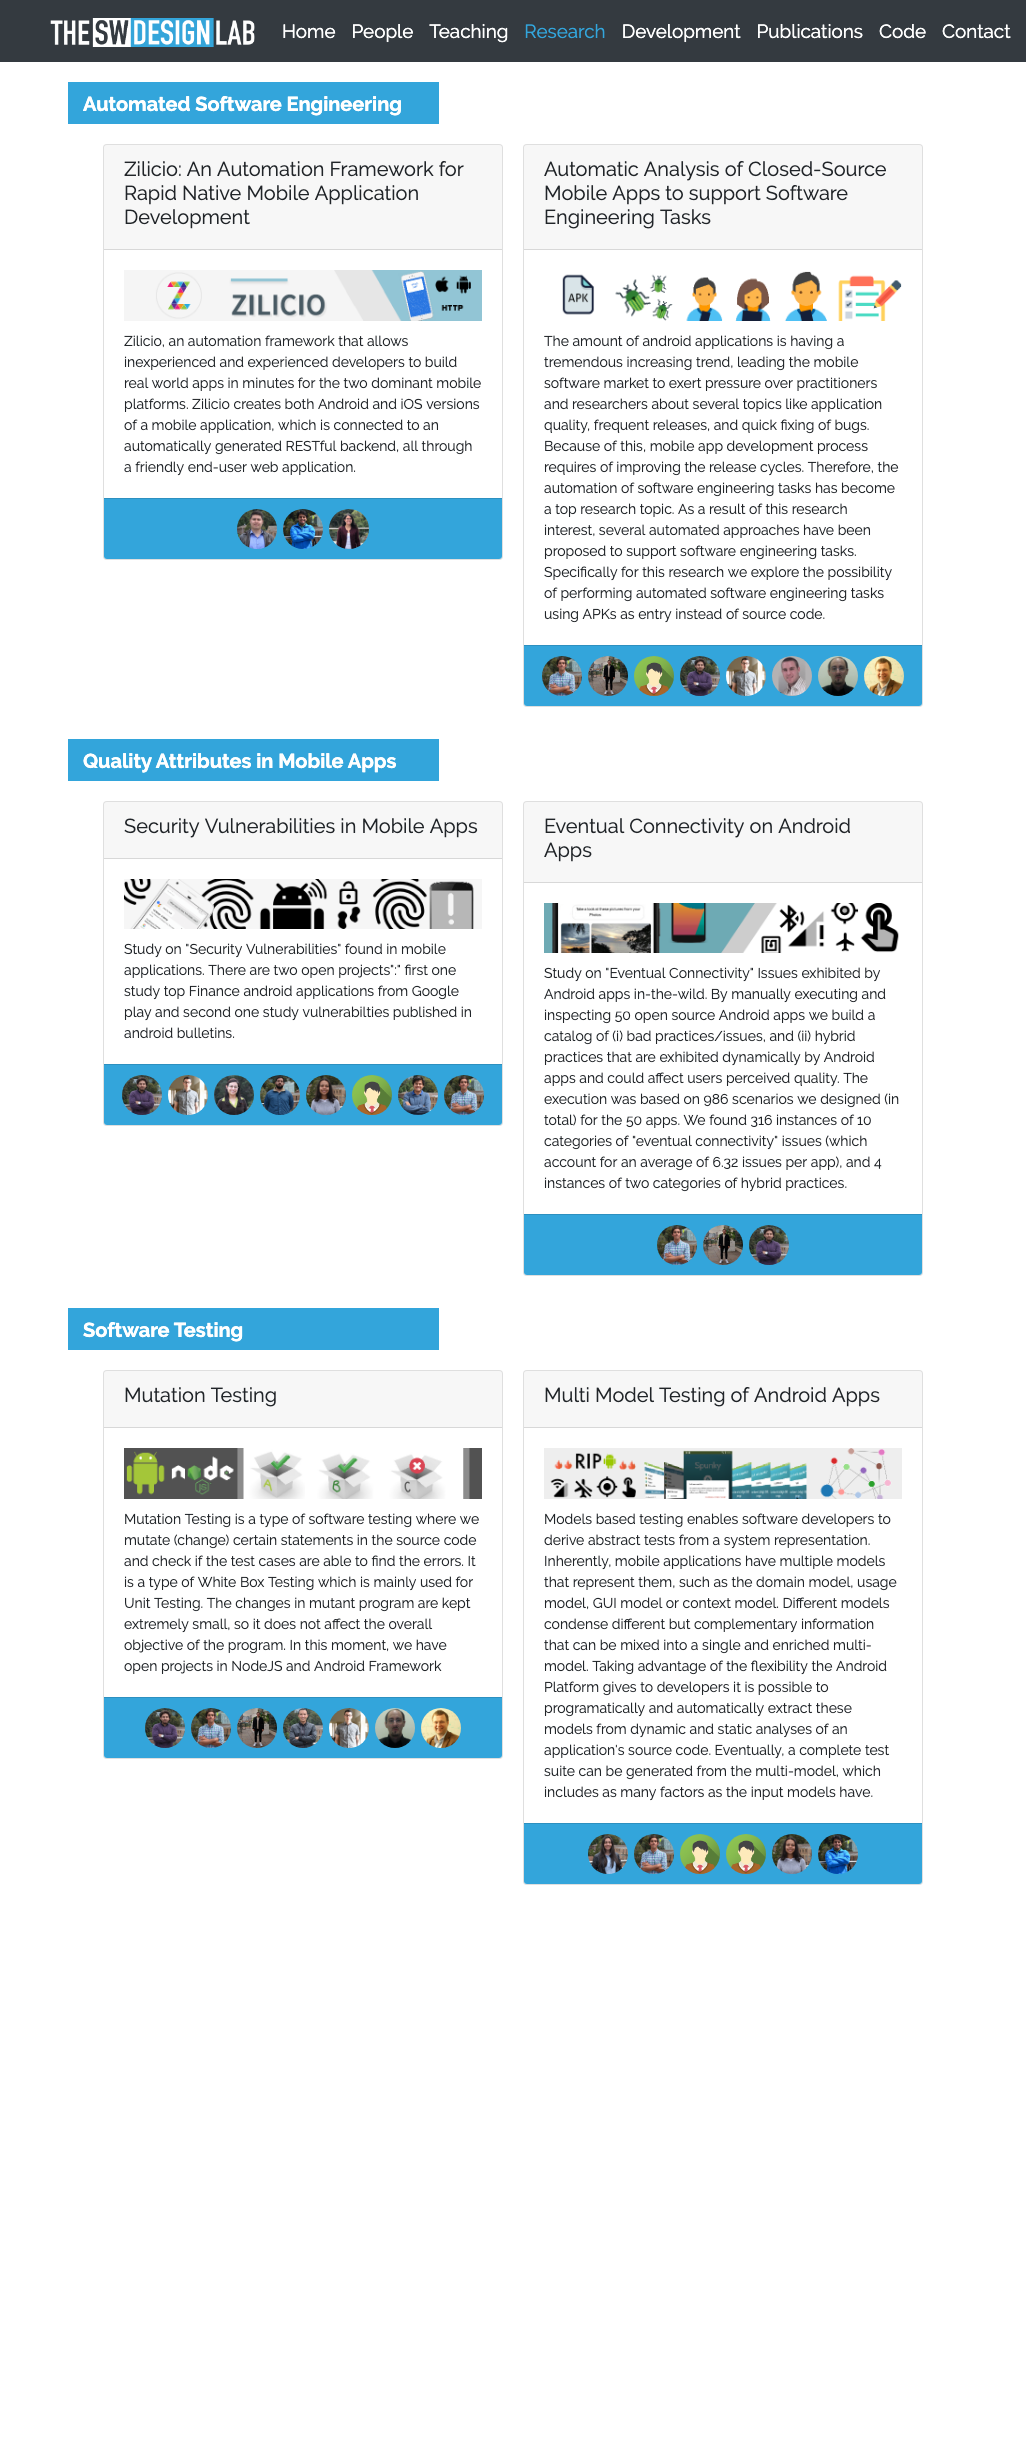 THESWDESIGNLAB Home People Teaching Research Development Publications Code Contact
Automated Software Engineering
Zilicio: An Automation Framework for
Rapid Native Mobile Application
Development
ZILICIO
HTTP
Zilicio, an automation framework that allows
inexperienced and experienced developers to build
real world apps in minutes for the two dominant mobile
platforms. Zilicio creates both Android and iOS versions
of a mobile application, which is connected to an
automatically generated RESTful backend, all through
a friendly end-user web application.
Automatic Analysis of Closed-Source
Mobile Apps to support Software
Engineering Tasks
APK
The amount of android applications is having a
tremendous increasing trend, leading the mobile
software market to exert pressure over practitioners
and researchers about several topics like application
quality, frequent releases, and quick fixing of bugs.
Because of this, mobile app development process
requires of improving the release cycles. Therefore, the
automation of software engineering tasks has become
a top research topic. As a result of this research
interest, several automated approaches have been
proposed to support software engineering tasks.
Specifically for this research we explore the possibility
of performing automated software engineering tasks
using APKs as entry instead of source code.
Quality Attributes in Mobile Apps
Security Vulnerabilities in Mobile Apps
Study on "Security Vulnerabilities" found in mobile
applications. There are two open projects":" first one
study top Finance android applications from Google
play and second one study vulnerabilties published in
android bulletins.
Eventual Connectivity on Android
Apps
Take a look at these pictures from your
Photos
Study on "Eventual Connectivity" Issues exhibited by
Android apps in-the-wild. By manually executing and
inspecting 50 open source Android apps we build a
catalog of (i) bad practices/issues, and (ii) hybrid
practices that are exhibited dynamically by Android
apps and could affect users perceived quality. The
execution was based on 986 scenarios we designed (in
total) for the 50 apps. We found 316 instances of 10
categories of "eventual connectivity" issues (which
account for an average of 6.32 issues per app), and 4
instances of two categories of hybrid practices.
Software Testing
Mutation Testing
node
JS
A B C
Mutation Testing is a type of software testing where we
mutate (change) certain statements in the source code
and check if the test cases are able to find the errors. It
is a type of White Box Testing which is mainly used for
Unit Testing. The changes in mutant program are kept
extremely small, so it does not affect the overall
objective of the program. In this moment, we have
open projects in NodeJS and Android Framework
Multi Model Testing of Android Apps
RIP
Spunky
Models based testing enables software developers to
derive abstract tests from a system representation.
Inherently, mobile applications have multiple models
that represent them, such as the domain model, usage
model, GUI model or context model. Different models
condense different but complementary information
that can be mixed into a single and enriched multi-
model. Taking advantage of the flexibility the Android
Platform gives to developers it is possible to
programatically and automatically extract these
models from dynamic and static analyses of an
application's source code. Eventually, a complete test
suite can be generated from the multi-model, which
includes as many factors as the input models have.